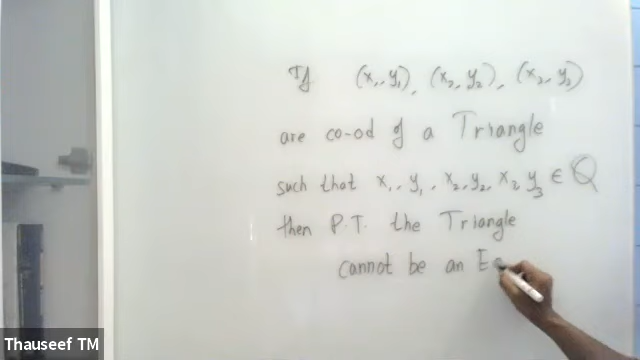 If (x₁, y₁), (x₂, y₂), (x₃, y₃)
are co-od of a Triangle
such that x₁, y₁, x₂, y₂, x₃, y₃ ∈ Q
then P.T. the Triangle
cannot be an Eq
Thauseef TM